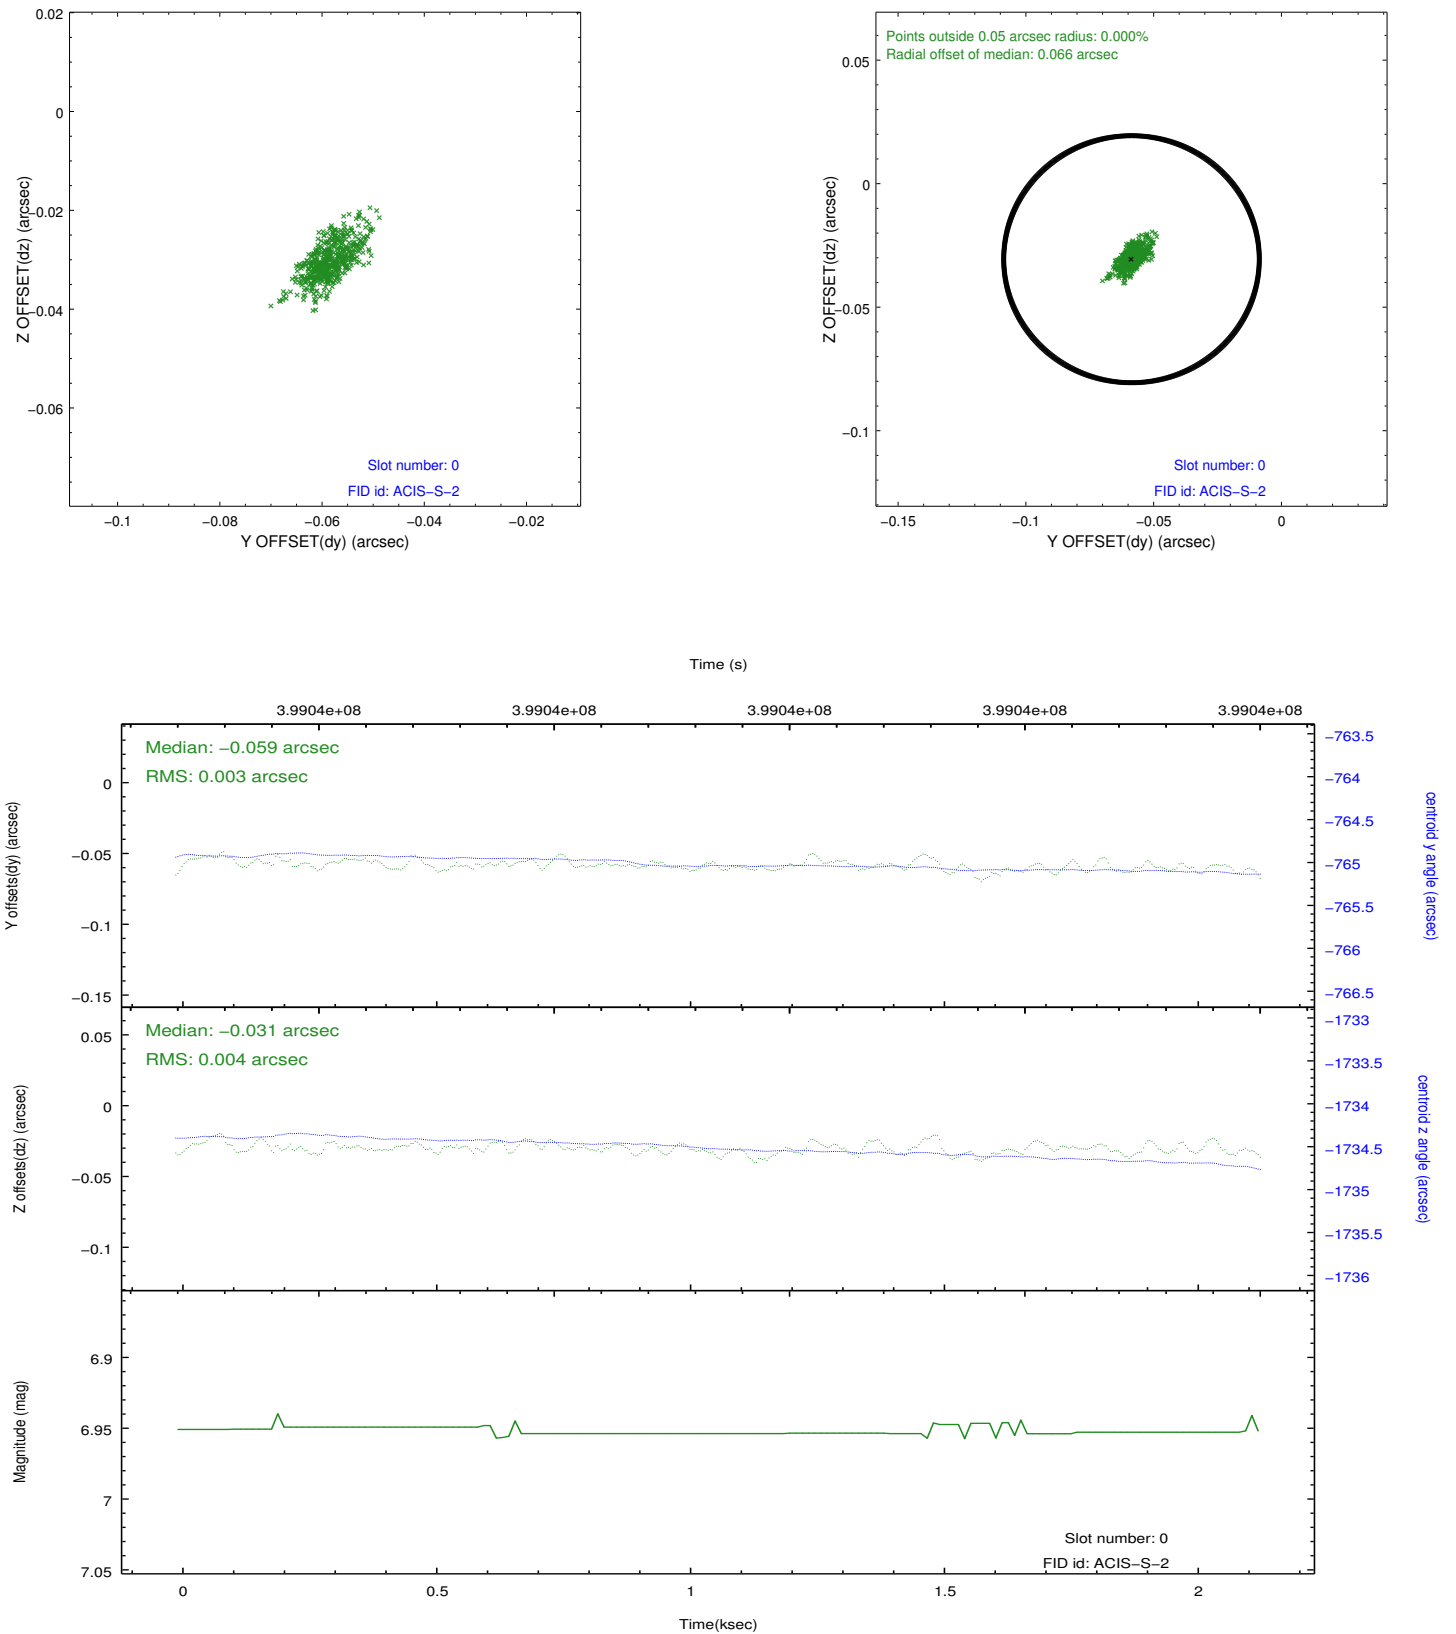 0.02
0
−0.02
−0.04
−0.06
Z OFFSET(dz) (arcsec)
Slot number: 0
FID id: ACIS−S−2
−0.1
−0.08
−0.06
−0.04
−0.02
Y OFFSET(dy) (arcsec)
Points outside 0.05 arcsec radius: 0.000%
Radial offset of median: 0.066 arcsec
0.05
0
−0.05
−0.1
Z OFFSET(dz) (arcsec)
Slot number: 0
FID id: ACIS−S−2
−0.15
−0.1
−0.05
0
Y OFFSET(dy) (arcsec)
Time (s)
3.9904e+08
3.9904e+08
3.9904e+08
3.9904e+08
3.9904e+08
Median: −0.059 arcsec
RMS: 0.003 arcsec
0
−0.05
−0.1
−0.15
Y offsets(dy) (arcsec)
−763.5
−764
−764.5
−765
−765.5
−766
−766.5
centroid y angle (arcsec)
Median: −0.031 arcsec
RMS: 0.004 arcsec
0.05
0
−0.05
−0.1
Z offsets(dz) (arcsec)
−1733
−1733.5
−1734
−1734.5
−1735
−1735.5
−1736
centroid z angle (arcsec)
6.9
6.95
7
7.05
Magnitude (mag)
Slot number: 0
FID id: ACIS−S−2
0
0.5
1
1.5
2
Time(ksec)